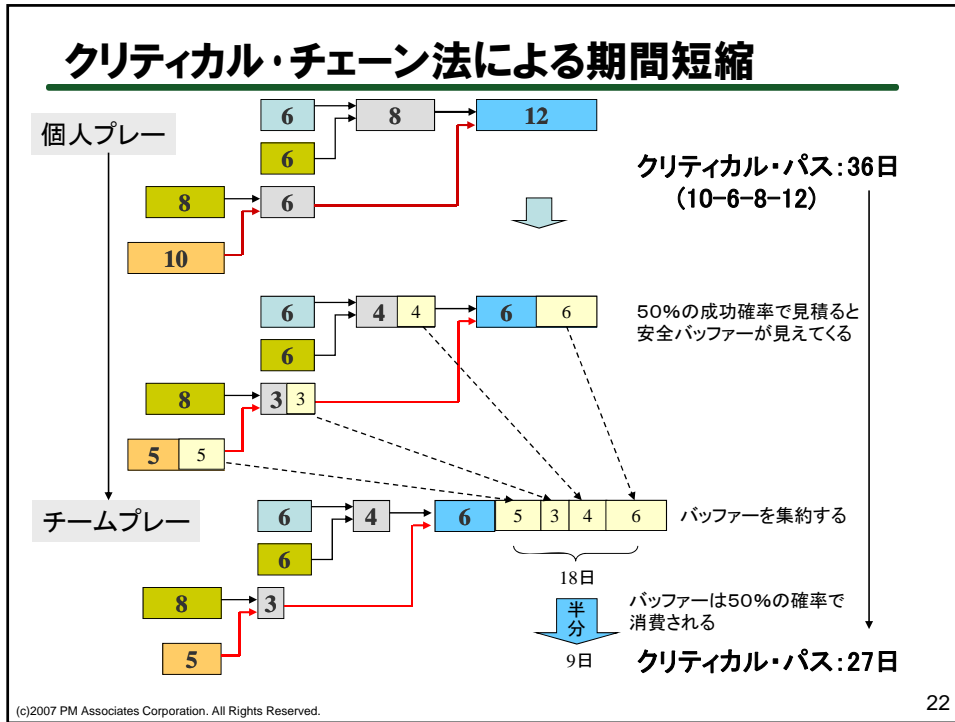 クリティカル・チェーン法による期間短縮
個人プレー
6
8
12
6
8
6
10
クリティカル・パス：36日
(10-6-8-12)
6
4
4
6
6
6
8
3
3
5
5
50%の成功確率で見積ると
安全バッファーが見えてくる
チームプレー
6
4
6
5
3
4
6
バッファーを集約する
6
18日
8
3
5
半
分
9日
バッファーは50%の確率で
消費される
クリティカル・パス：27日
(c)2007 PM Associates Corporation. All Rights Reserved.
22